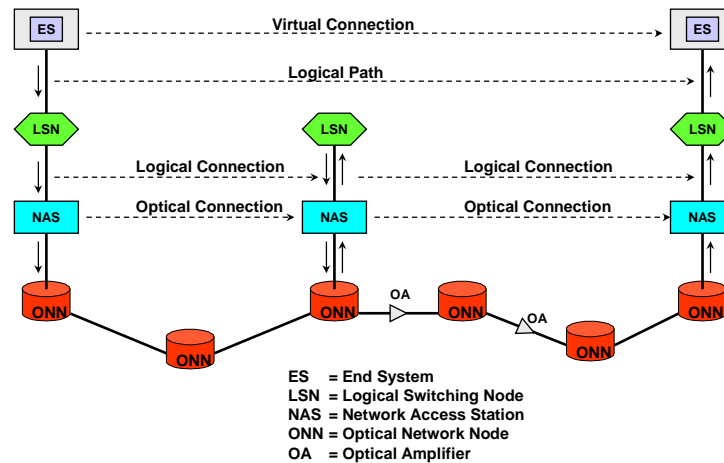 ES
Virtual Connection
ES
Logical Path
LSN
LSN
LSN
Logical Connection
Logical Connection
NAS
Optical Connection
NAS
Optical Connection
NAS
OA
ONN
ONN
ONN
OA
ONN
ONN
ONN
ES = End System
LSN = Logical Switching Node
NAS = Network Access Station
ONN = Optical Network Node
OA = Optical Amplifier